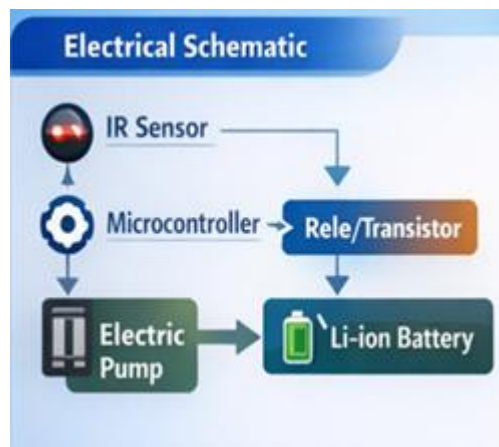 Electrical Schematic
IR Sensor
Microcontroller
Rele/Transistor
Electric
Pump
Li-ion Battery